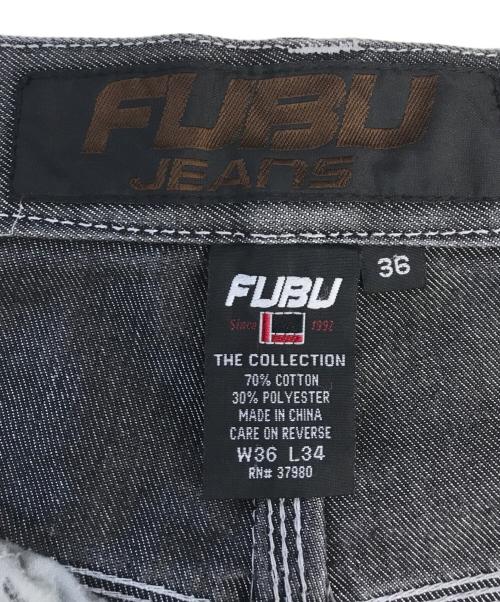 FUBU
JEANS
36
FUBU
Since 1992
THE COLLECTION
70% COTTON
30% POLYESTER
MADE IN CHINA
CARE ON REVERSE
W36 L34
RN# 37980